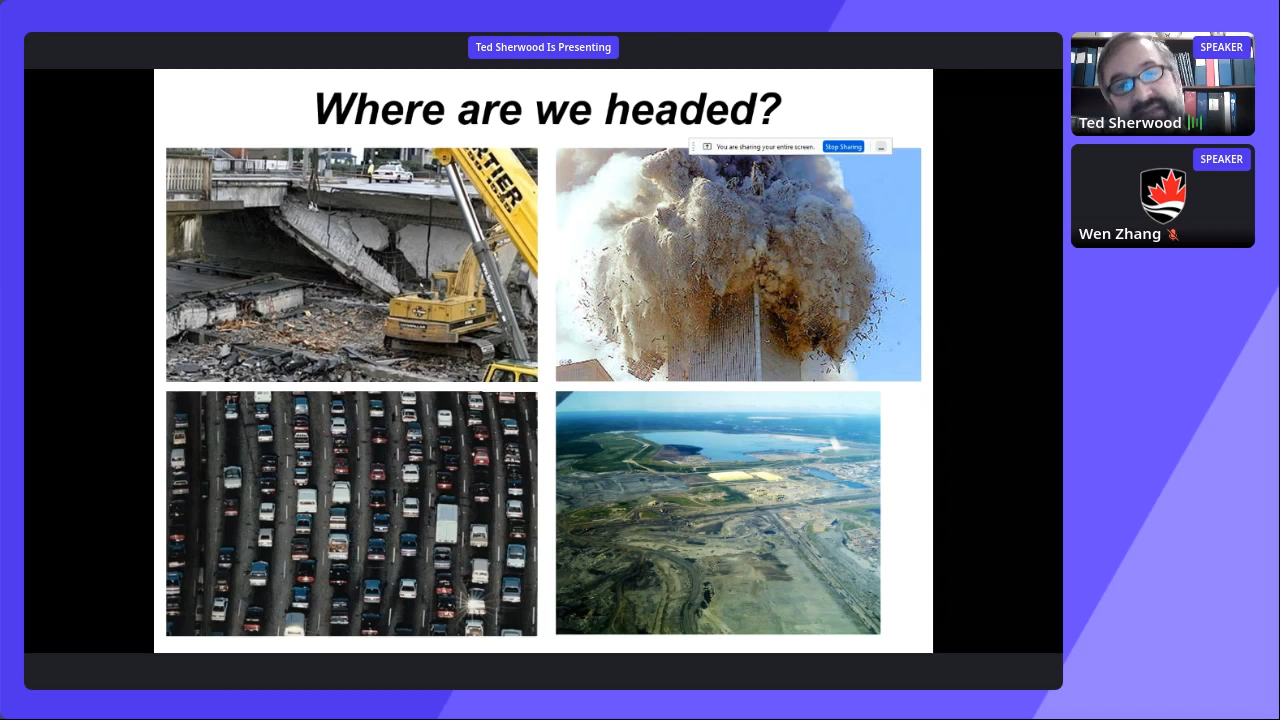 Ted Sherwood Is Presenting
SPEAKER
Ted Sherwood
SPEAKER
Wen Zhang
Where are we headed?
You are sharing your entire screen.
Stop Sharing